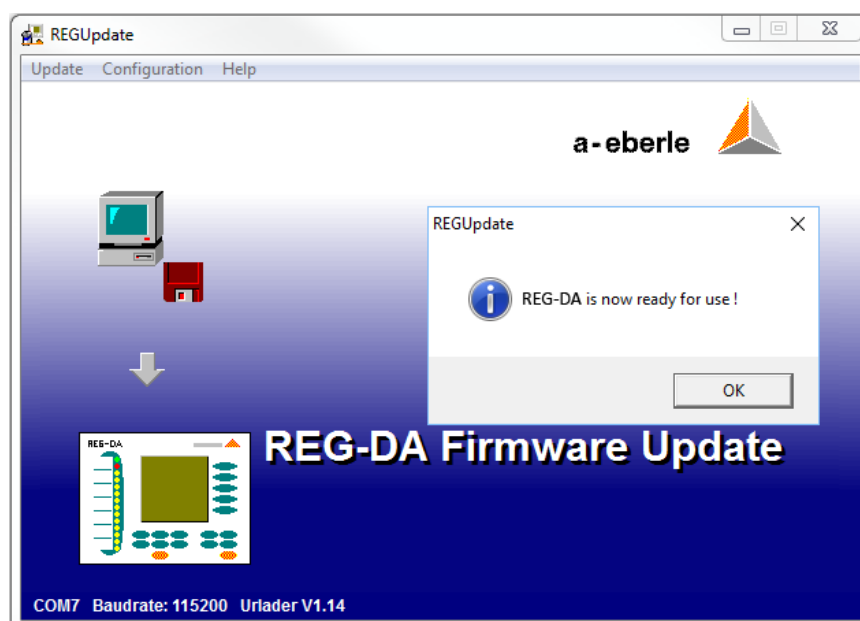 REGUpdate
Update Configuration Help
a-eberle
REGUpdate
REG-DA is now ready for use !
OK
REG-DA
REG-DA Firmware Update
COM7 Baudrate: 115200 Urlader V1.14